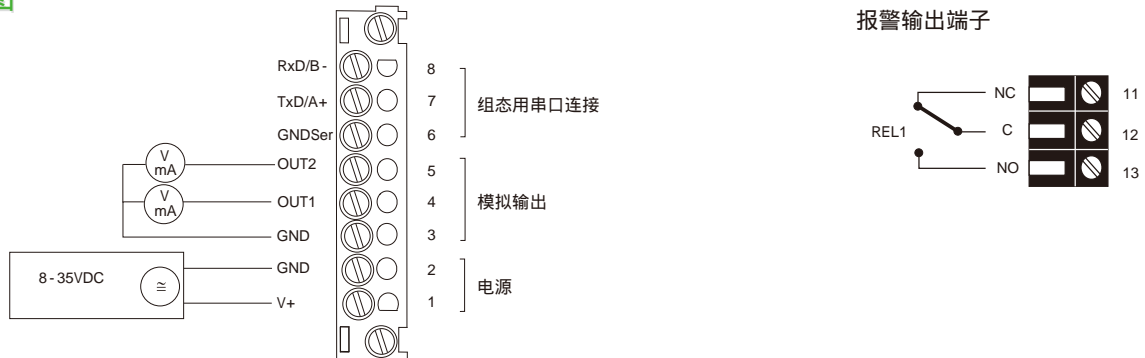 图
报警输出端子
RxD/B-
8
TxD/A+
7
组态用串口连接
GNDSer
6
V
mA
OUT2
5
V
mA
OUT1
4
模拟输出
GND
3
8-35VDC
≅
GND
2
电源
V+
1
NC
11
REL1
C
12
NO
13